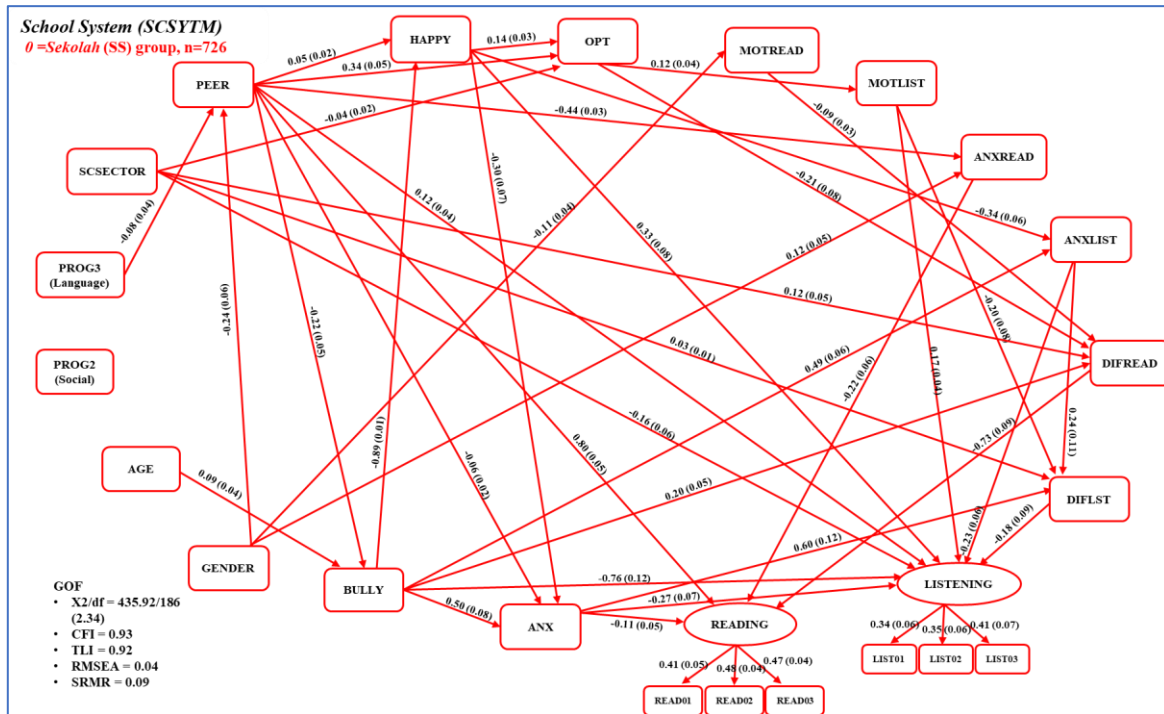 School System (SCSYTM)
0 =Sekolah (SS) group, n=726
HAPPY
0.14 (0.03)
OPT
MOTREAD
0.05 (0.02)
0.34 (0.05)
0.12 (0.04)
PEER
MOTLIST
-0.04 (0.02)
-0.44 (0.03)
-0.09 (0.03)
ANXREAD
SCSECTOR
-0.30 (0.07)
0.12 (0.04)
-0.11 (0.04)
-0.21 (0.08)
-0.34 (0.06)
ANXLIST
-0.08 (0.04)
0.33 (0.08)
0.12 (0.05)
PROG3
(Language)
-0.24 (0.06)
-0.22 (0.05)
0.12 (0.05)
-0.20 (0.08)
0.03 (0.01)
0.49 (0.06)
0.17 (0.04)
DIFREAD
PROG2
(Social)
-0.89 (0.01)
-0.16 (0.06)
-0.22 (0.06)
0.24 (0.11)
-0.06 (0.02)
0.80 (0.05)
-0.73 (0.09)
AGE
0.09 (0.04)
0.20 (0.05)
DIFLST
0.60 (0.12)
-0.23 (0.06)
-0.18 (0.09)
GENDER
BULLY
-0.76 (0.12)
LISTENING
0.50 (0.08)
-0.27 (0.07)
ANX
-0.11 (0.05)
READING
0.34 (0.06)
0.35 (0.06)
0.41 (0.07)
LIST01
LIST02
LIST03
0.41 (0.05)
0.48 (0.04)
0.47 (0.04)
READ01
READ02
READ03
GOF
• X2/df = 435.92/186
(2.34)
• CFI = 0.93
• TLI = 0.92
• RMSEA = 0.04
• SRMR = 0.09